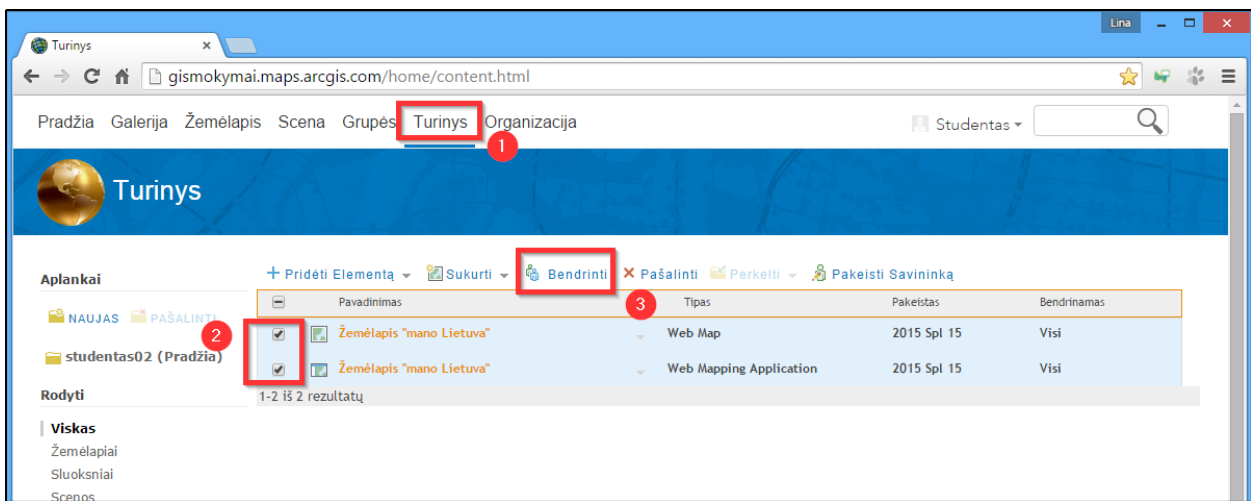 Lina
Turinys
gismokymai.maps.arcgis.com/home/content.html
Pradžia Galerija Žemėlapis Scena Grupės Turinys Organizacija Studentas
1
Turinys
Aplankai
Pridėti Elementą Sukurti Bendrinti Pašalinti Perkelti Pakeisti Savininką
NAUJAS PAŠALINTI
Pavadinimas Tipas Pakeistas Bendrinamas
3
2
Žemėlapis "mano Lietuva" Web Map 2015 Spl 15 Visi
studentas02 (Pradžia)
Žemėlapis "mano Lietuva" Web Mapping Application 2015 Spl 15 Visi
Rodyti
1-2 iš 2 rezultatų
Viskas
Žemėlapiai
Sluoksniai
Scenos